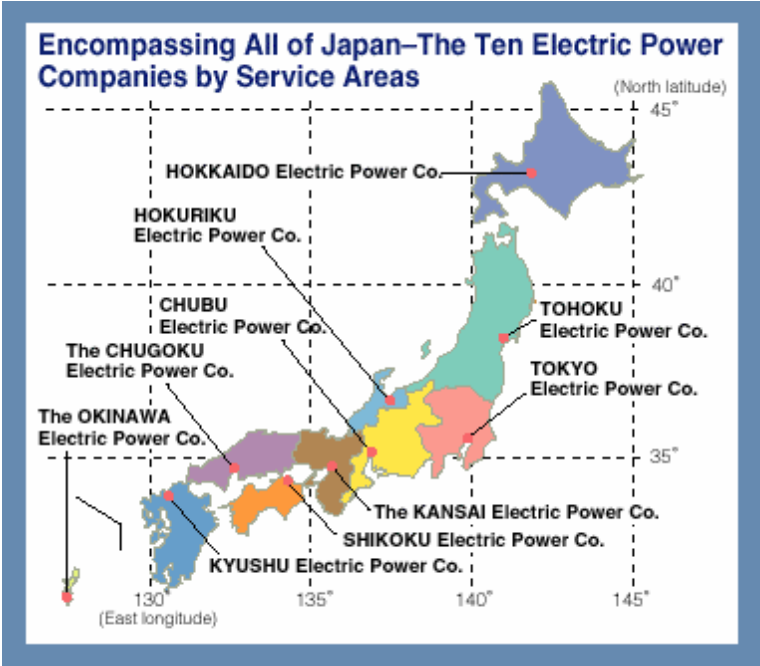 Encompassing All of Japan–The Ten Electric Power
Companies by Service Areas
(North latitude)
45°
HOKKAIDO Electric Power Co.
HOKURIKU
Electric Power Co.
40°
CHUBU
Electric Power Co.
TOHOKU
Electric Power Co.
The CHUGOKU
Electric Power Co.
TOKYO
Electric Power Co.
The OKINAWA
Electric Power Co.
35°
The KANSAI Electric Power Co.
SHIKOKU Electric Power Co.
KYUSHU Electric Power Co.
130° 135° 140° 145°
(East longitude)